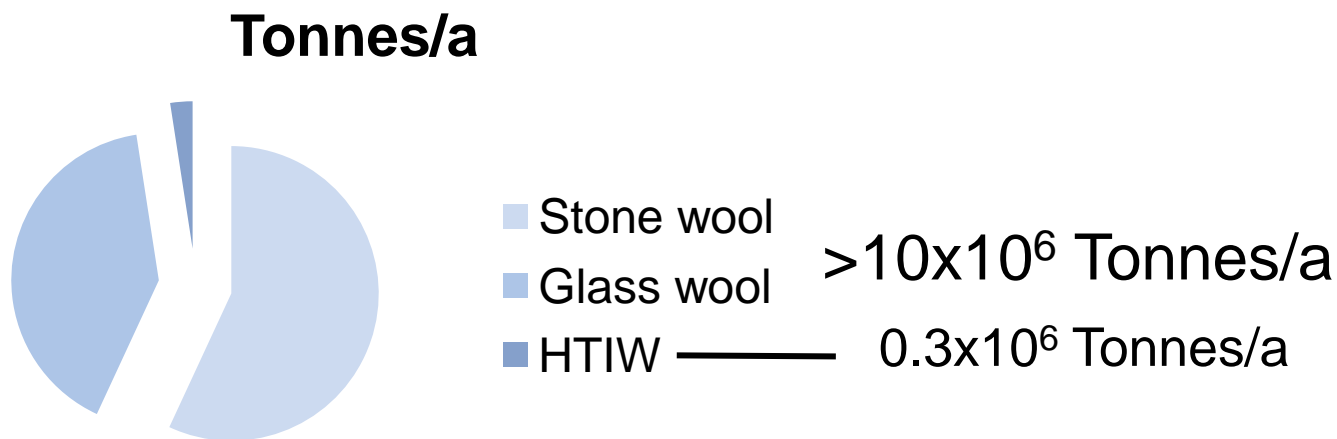 Tonnes/a
Stone wool
Glass wool
HTIW
>10x10⁶ Tonnes/a
0.3x10⁶ Tonnes/a